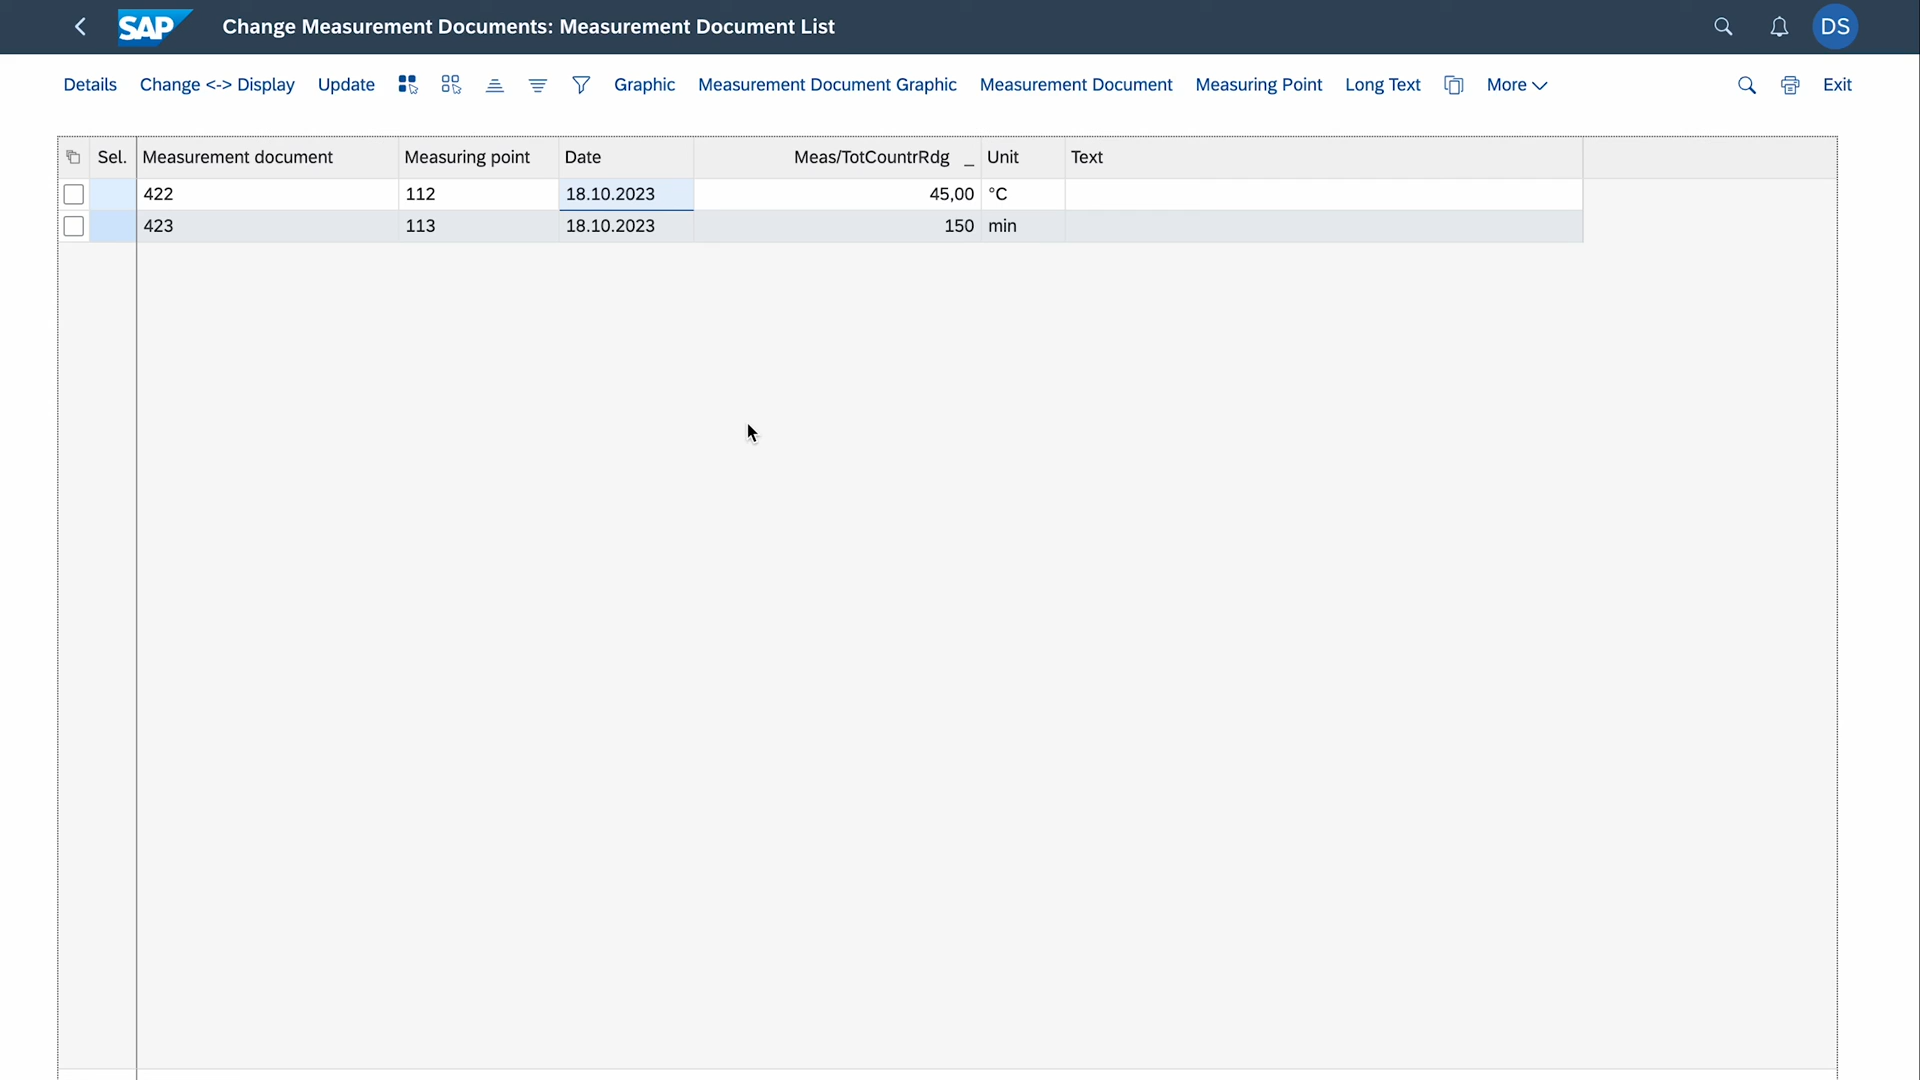 SAP Change Measurement Documents: Measurement Document List DS
Details Change <-> Display Update Graphic Measurement Document Graphic Measurement Document Measuring Point Long Text More Exit
Sel. Measurement document Measuring point Date Meas/TotCountrRdg _ Unit Text
422 112 18.10.2023 45,00 °C
423 113 18.10.2023 150 min